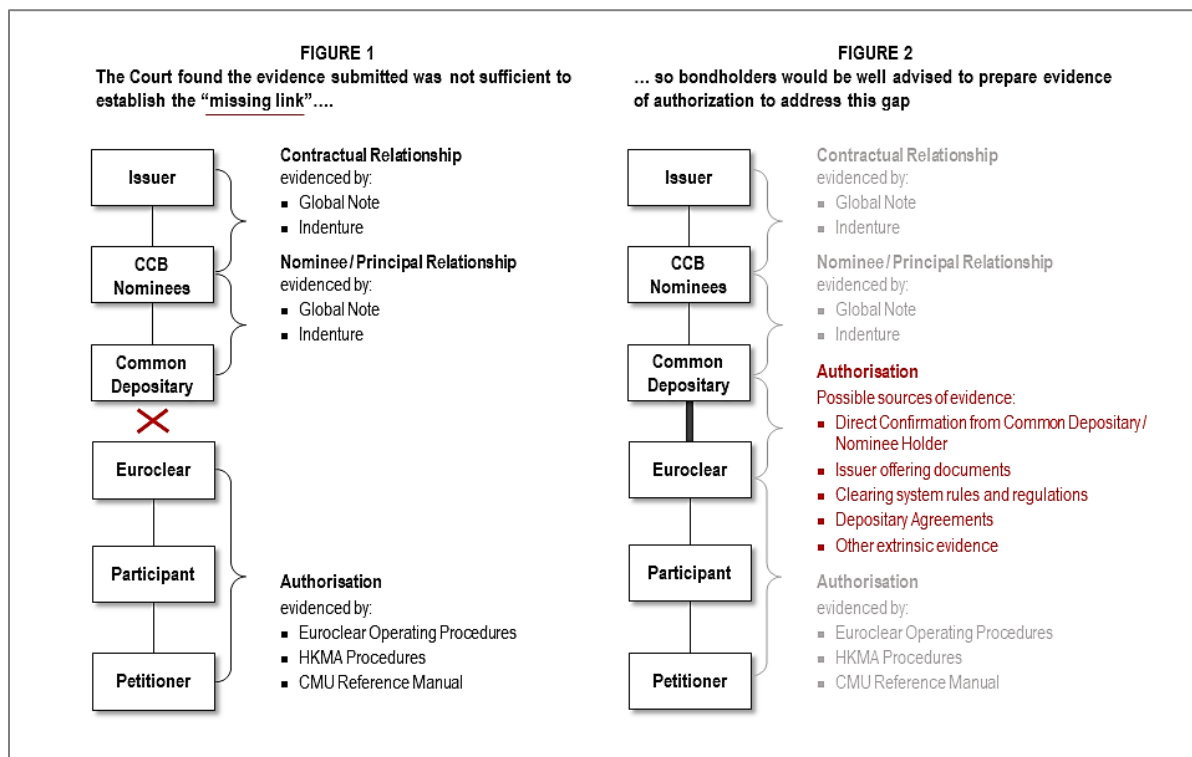 FIGURE 1
The Court found the evidence submitted was not sufficient to
establish the “missing link”....
Issuer
CCB
Nominees
Common
Depositary
Euroclear
Participant
Petitioner
Contractual Relationship
evidenced by:
▪ Global Note
▪ Indenture
Nominee / Principal Relationship
evidenced by:
▪ Global Note
▪ Indenture
Authorisation
evidenced by:
▪ Euroclear Operating Procedures
▪ HKMA Procedures
▪ CMU Reference Manual
FIGURE 2
... so bondholders would be well advised to prepare evidence
of authorization to address this gap
Issuer
CCB
Nominees
Common
Depositary
Euroclear
Participant
Petitioner
Contractual Relationship
evidenced by:
▪ Global Note
▪ Indenture
Nominee / Principal Relationship
evidenced by:
▪ Global Note
▪ Indenture
Authorisation
Possible sources of evidence:
▪ Direct Confirmation from Common Depositary /
Nominee Holder
▪ Issuer offering documents
▪ Clearing system rules and regulations
▪ Depositary Agreements
▪ Other extrinsic evidence
Authorisation
evidenced by:
▪ Euroclear Operating Procedures
▪ HKMA Procedures
▪ CMU Reference Manual